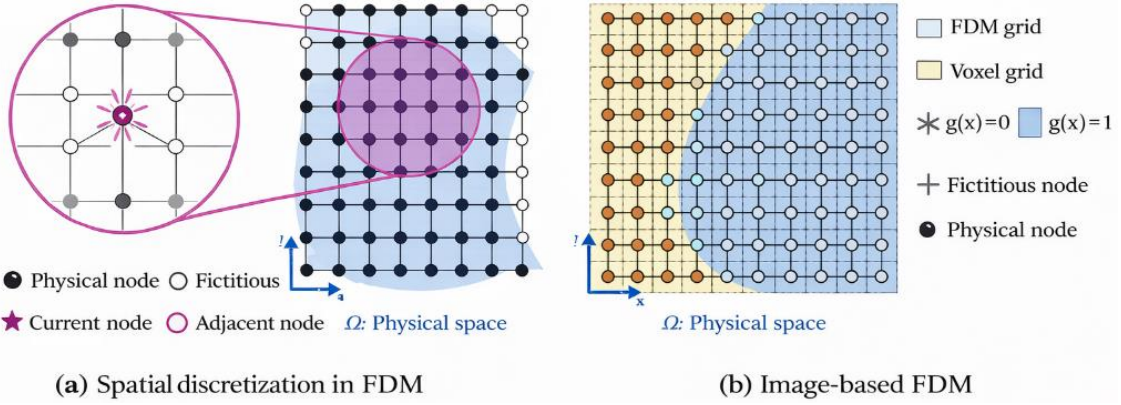 FDM grid
Voxel grid
g(x)=0 g(x)=1
Fictitious node
Physical node
a
x
Physical node Fictitious
Current node Adjacent node
Ω: Physical space
Ω: Physical space
(a) Spatial discretization in FDM
(b) Image-based FDM